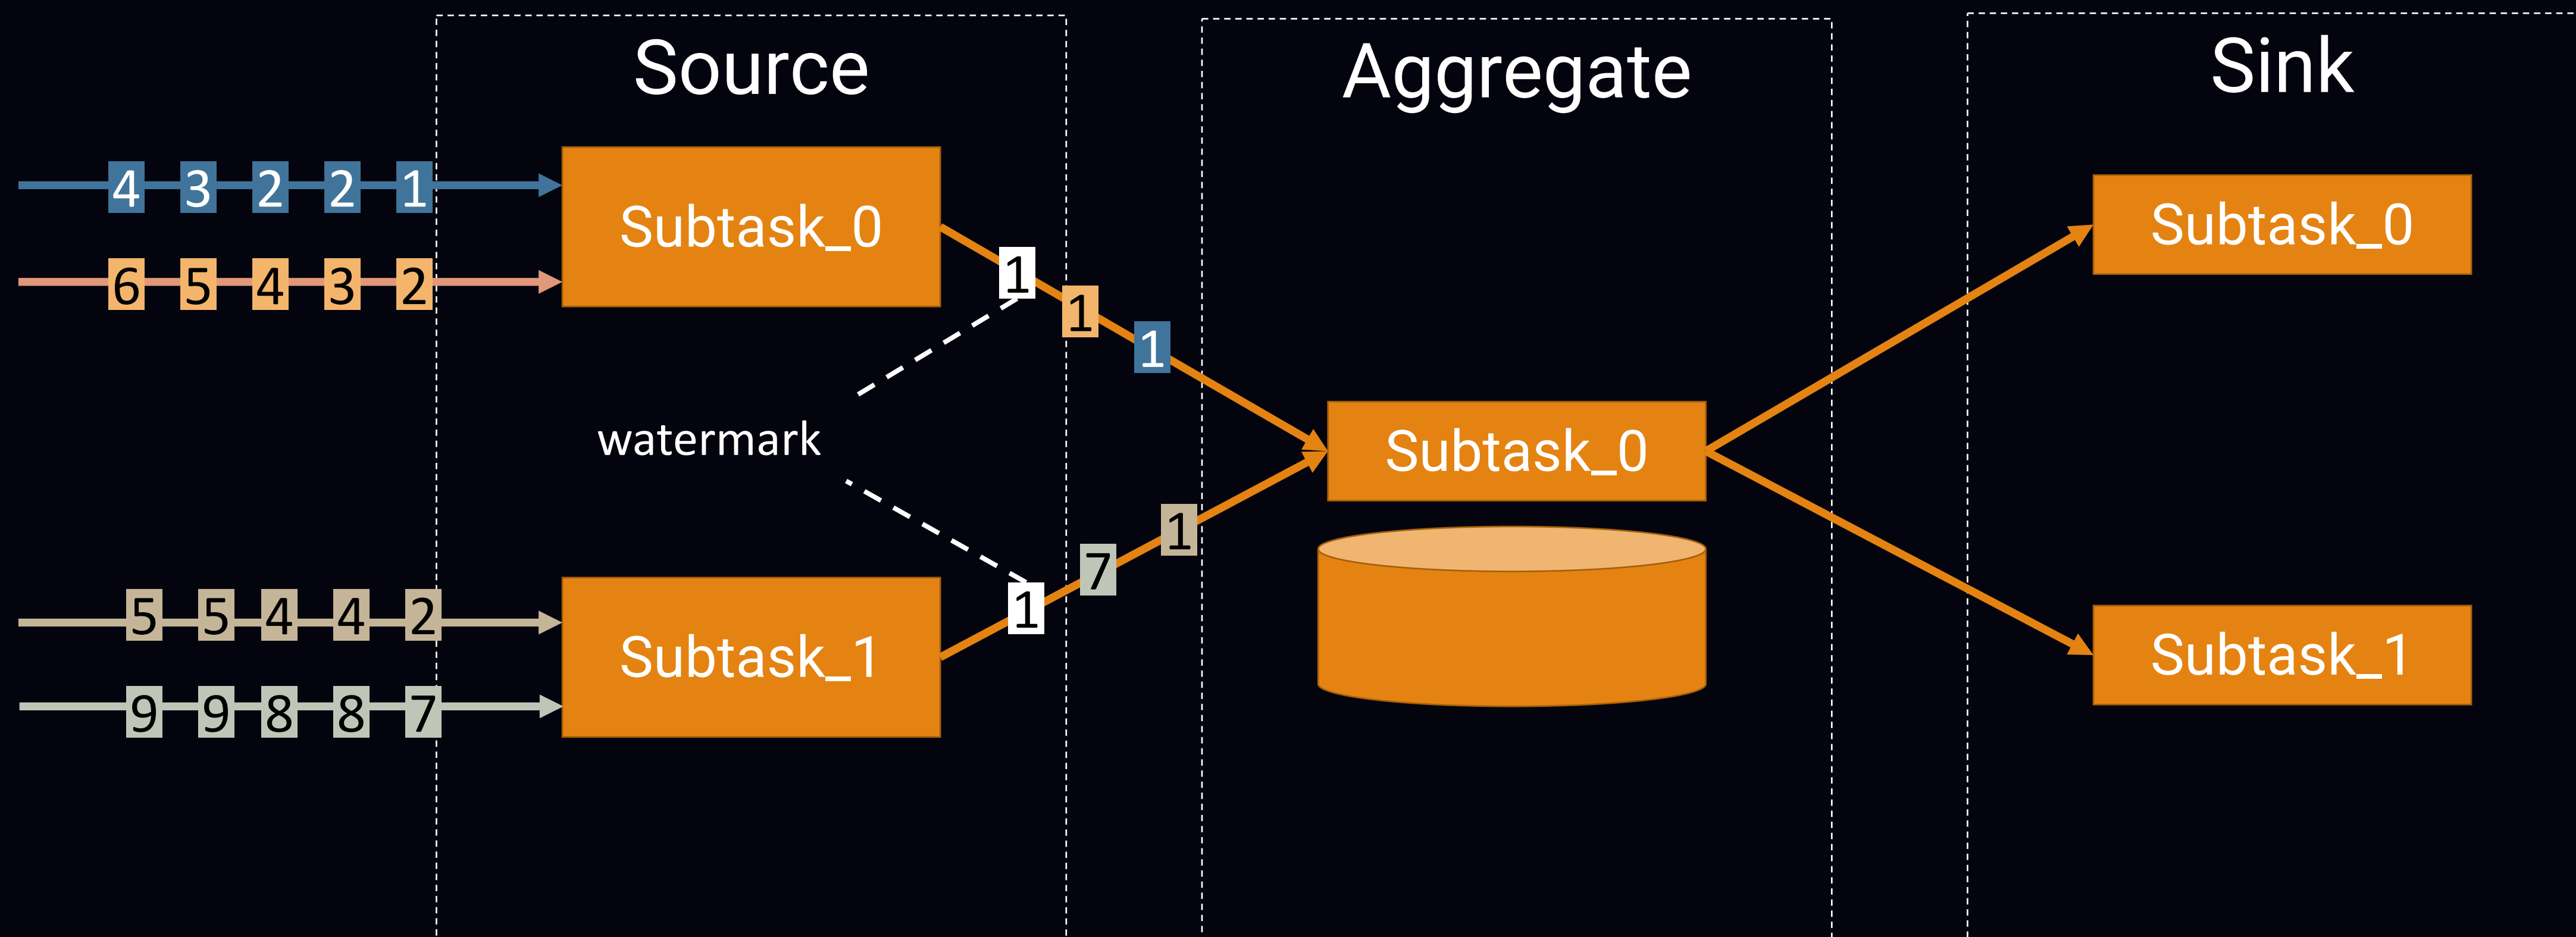 Source
Aggregate
Sink
4 3 2 2 1
6 5 4 3 2
Subtask_0
1
1
1
Subtask_0
watermark
Subtask_0
5 5 4 4 2
9 9 8 8 7
Subtask_1
1
7
1
Subtask_1